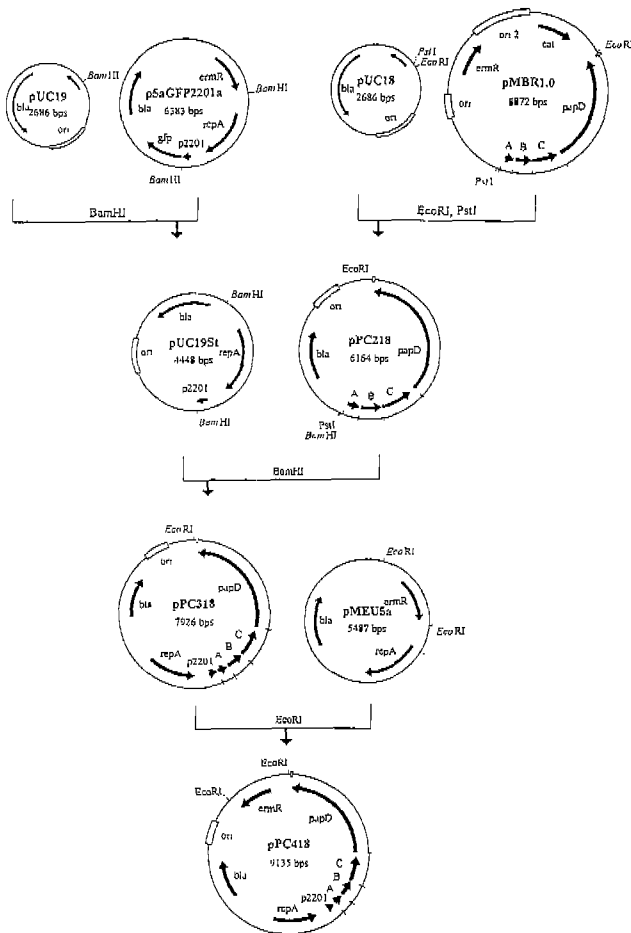 BamHI
pUC19
2686 bps
bla
ori
ermR
BamHI
pSaGFP2201a
6383 bps
bla
repA
gfp
p2201
BamHI
PstI
EcoRI
pUC18
2686 bps
bla
ori
ori 2
cat
EcoRI
ermR
pMBR1.0
8872 bps
papD
ori
A B C
PstI
BamHI
EcoRI, PstI
BamHI
bla
pUC19St
4448 bps
ori
repA
p2201
BamHI
EcoRI
ori
pPC218
6164 bps
papD
bla
A B C
PstI
BamHI
BamHI
EcoRI
ori
papD
pPC318
7926 bps
bla
C
B
A
p2201
repA
EcoRI
ermR
pMEU5a
5487 bps
bla
EcoRI
repA
EcoRI
EcoRI
EcoRI
ermR
papD
ori
pPC418
9135 bps
C
B
A
bla
p2201
repA